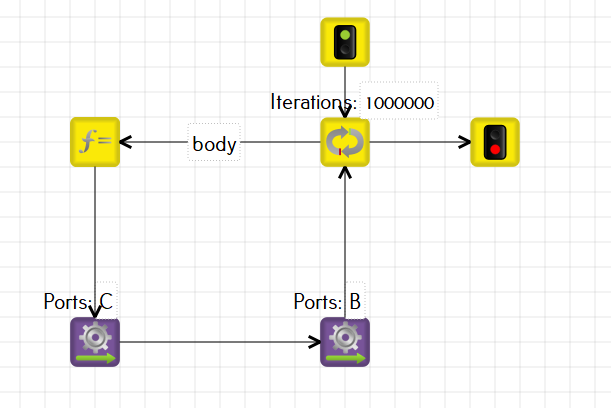 Iterations: 1000000
f=
body
Ports: C
Ports: B